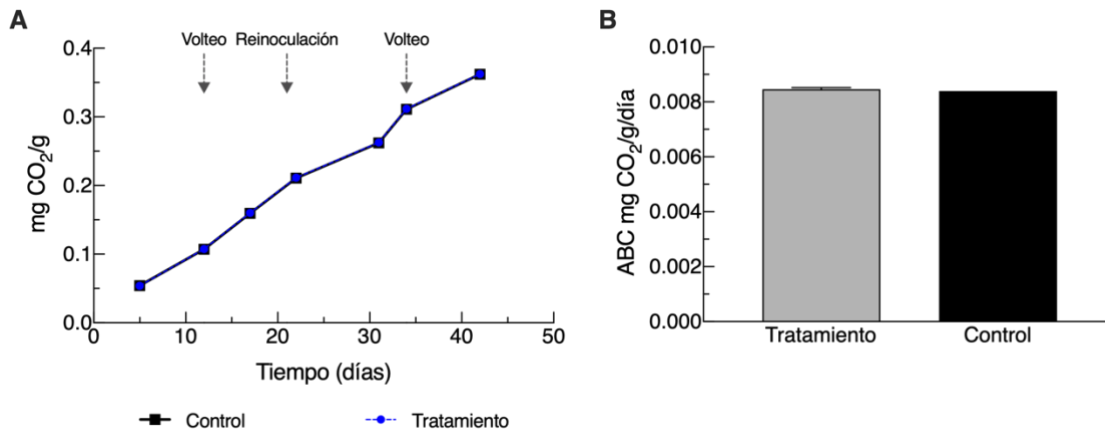 A
Volteo Reinoculación Volteo
0.4
0.3
0.2
0.1
0.0
mg CO₂/g
0 10 20 30 40 50
Tiempo (días)
Control Tratamiento
B
0.010
0.008
0.006
0.004
0.002
0.000
ABC mg CO₂/g/día
Tratamiento Control